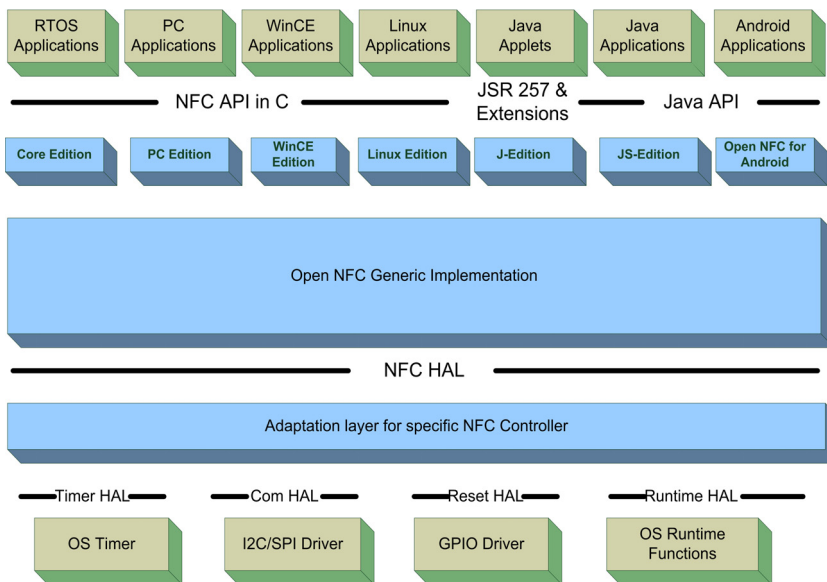 RTOS
Applications
PC
Applications
WinCE
Applications
Linux
Applications
Java
Applets
Java
Applications
Android
Applications
NFC API in C
JSR 257 &
Extensions
Java API
Core Edition
PC Edition
WinCE
Edition
Linux Edition
J-Edition
JS-Edition
Open NFC for
Android
Open NFC Generic Implementation
NFC HAL
Adaptation layer for specific NFC Controller
Timer HAL
Com HAL
Reset HAL
Runtime HAL
OS Timer
I2C/SPI Driver
GPIO Driver
OS Runtime
Functions